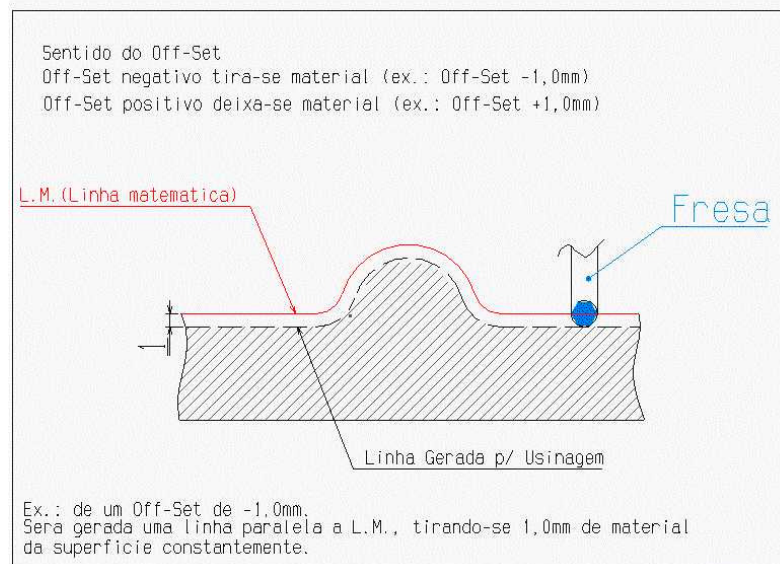 Sentido do Off-Set
Off-Set negativo tira-se material (ex.: Off-Set -1,0mm)
Off-Set positivo deixa-se material (ex.: Off-Set +1,0mm)
L.M.(Linha matematica)
Fresa
1
Linha Gerada p/ Usinagem
Ex.: de um Off-Set de -1,0mm.
Sera gerada uma linha paralela a L.M., tirando-se 1,0mm de material
da superficie constantemente.